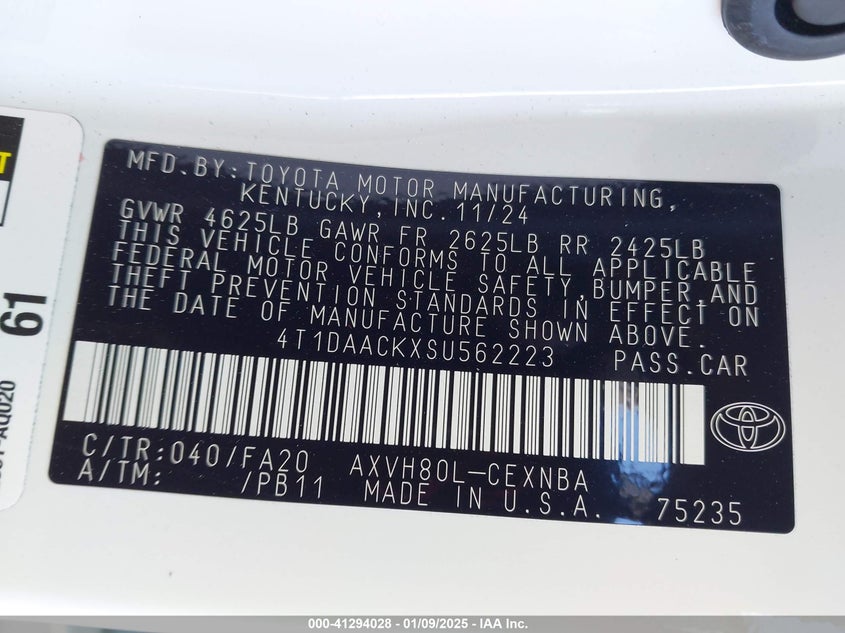 MFD.BY:TOYOTA MOTOR MANUFACTURING,
KENTUCKY,INC.11/24
GVWR 4625LB GAWR FR 2625LB RR 2425LB
THIS VEHICLE CONFORMS TO ALL APPLICABLE
FEDERAL MOTOR VEHICLE SAFETY,BUMPER,AND
THEFT PREVENTION STANDARDS IN EFFECT ON
THE DATE OF MANUFACTURE SHOWN ABOVE.
4T1DAACKXSU562223 PASS.CAR
C/TR:040/FA20 AXVH80L-CEXNBA
A/TM: /PB11 MADE IN U.S.A. 75235
61
000-41294028 - 01/09/2025 - IAA Inc.